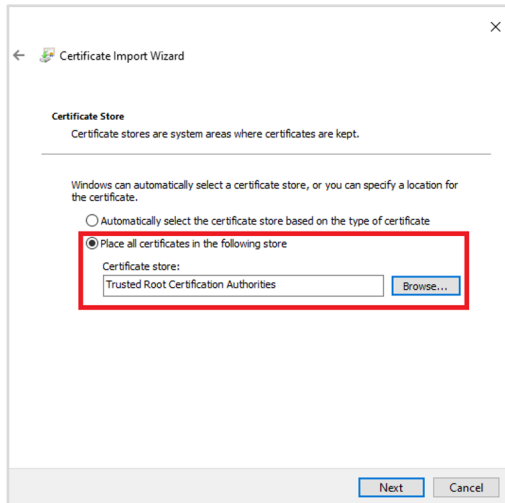 Certificate Import Wizard
Certificate Store
Certificate stores are system areas where certificates are kept.
Windows can automatically select a certificate store, or you can specify a location for
the certificate.
Automatically select the certificate store based on the type of certificate
Place all certificates in the following store
Certificate store:
Trusted Root Certification Authorities
Browse...
Next
Cancel